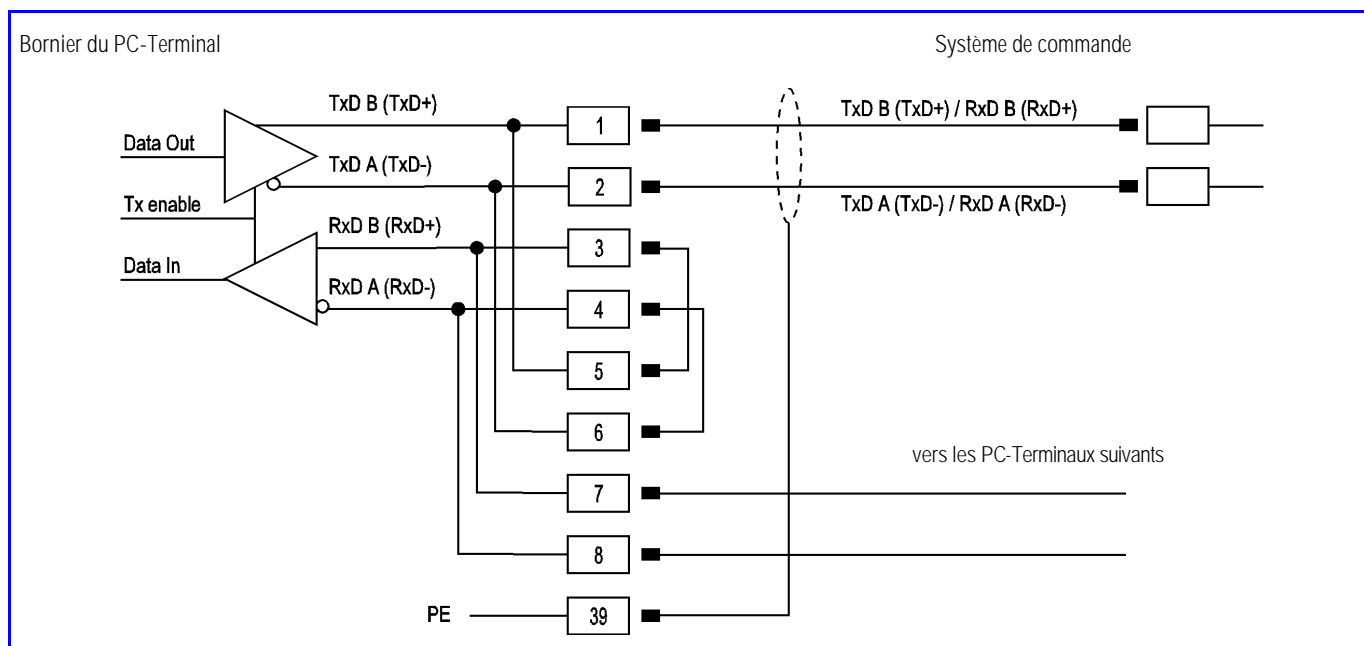 Bornier du PC-Terminal
Système de commande
TxD B (TxD+)
1
TxD B (TxD+) / RxD B (RxD+)
Data Out
TxD A (TxD-)
2
TxD A (TxD-) / RxD A (RxD-)
Tx enable
RxD B (RxD+)
3
Data In
RxD A (RxD-)
4
5
6
vers les PC-Terminaux suivants
7
8
PE
39